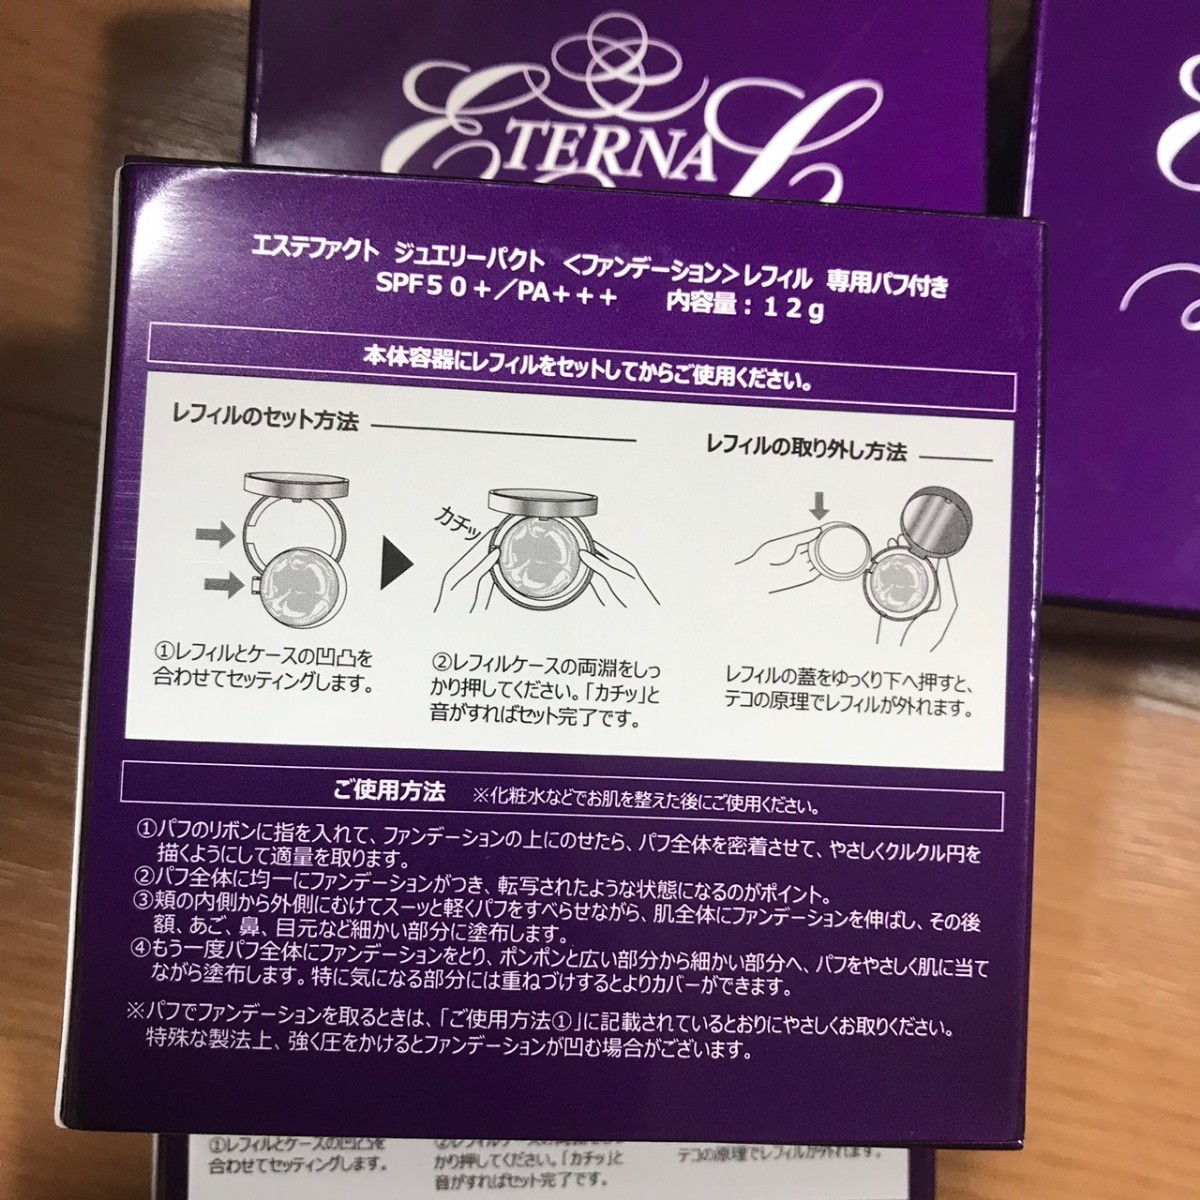 ETERNAL
エステファクト ジュエリーパクト <ファンデーション>レフィル 専用パフ付き
SPF50+/PA+++ 内容量:12g
本体容器にレフィルをセットしてからご使用ください。
レフィルのセット方法
レフィルの取り外し方法
カチッ
①レフィルとケースの凹凸を
合わせてセッティングします。
②レフィルケースの両淵をしっ
かり押してください。「カチッ」と
音がすればセット完了です。
レフィルの蓋をゆっくり下へ押すと、
テコの原理でレフィルが外れます。
ご使用方法 ※化粧水などでお肌を整えた後にご使用ください。
①パフのリボンに指を入れて、ファンデーションの上にのせたら、パフ全体を密着させて、やさしくクルクル円を
描くようにして適量を取ります。
②パフ全体に均一にファンデーションがつき、転写されたような状態になるのがポイント。
③頬の内側から外側にむけてスーッと軽くパフをすべらせながら、肌全体にファンデーションを伸ばし、その後
額、あご、鼻、目元など細かい部分に塗布します。
④もう一度パフ全体にファンデーションをとり、ポンポンと広い部分から細かい部分へ、パフをやさしく肌に当て
ながら塗布します。特に気になる部分には重ねづけするとよりカバーができます。
※パフでファンデーションを取るときは、「ご使用方法①」に記載されているとおりにやさしくお取りください。
特殊な製法上、強く圧をかけるとファンデーションが凹む場合がございます。
①レフィルとケースの凹凸を
合わせてセッティングします。
かり押してください。「カチッ」と
音がすればセット完了です。
テコの原理でレフィルが外れます。